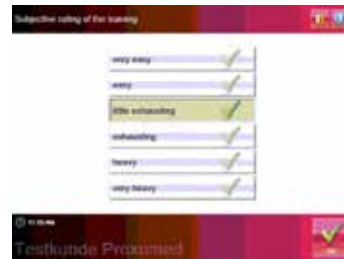 Subjective rating of the training
very easy
easy
little exhausting
exhausting
heavy
very heavy
Testkunde Proxomed